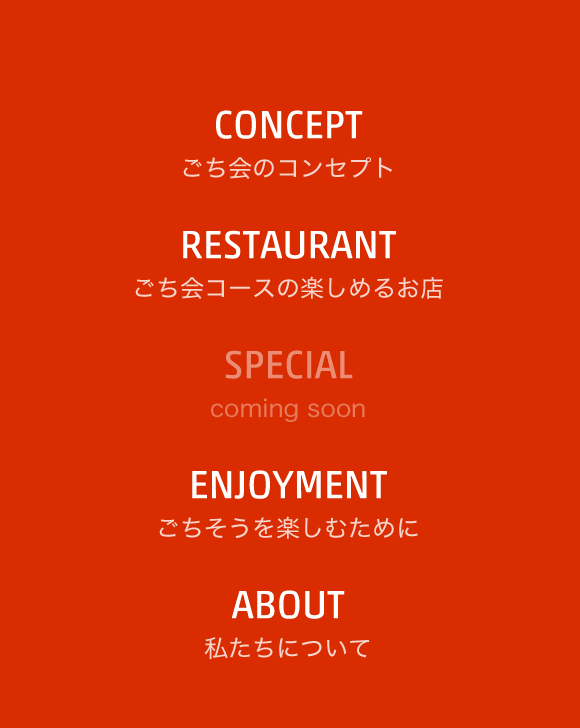 CONCEPT
ごち会のコンセプト
RESTAURANT
ごち会コースの楽しめるお店
SPECIAL
coming soon
ENJOYMENT
ごちそうを楽しむために
ABOUT
私たちについて